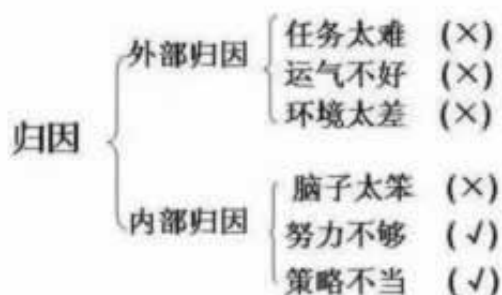 归因
外部归因
任务太难 (×)
运气不好 (×)
环境太差 (×)
内部归因
脑子太笨 (×)
努力不够 (√)
策略不当 (√)